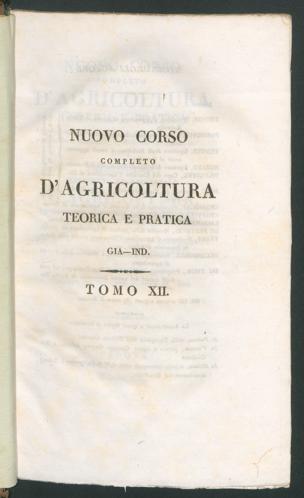 NUOVO CORSO
COMPLETO
D'AGRICOLTURA
TEORICA E PRATICA
GIA—IND.
TOMO XII.